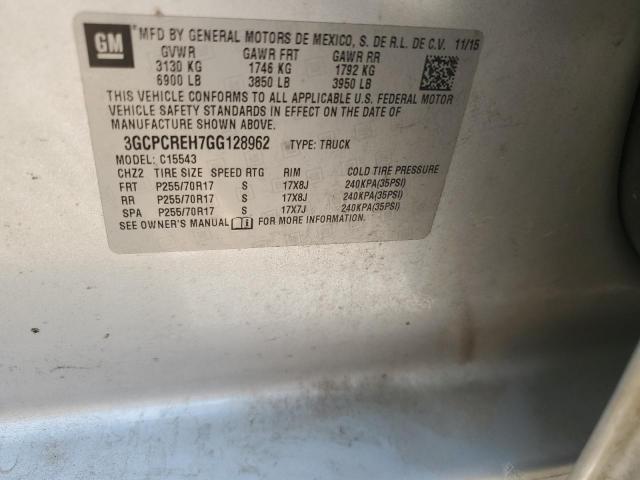 GM
MFD BY GENERAL MOTORS DE MEXICO, S. DE R.L. DE C.V. 11/15
GVWR GAWR FRT GAWR RR
3130 KG 1746 KG 1792 KG
6900 LB 3850 LB 3950 LB
THIS VEHICLE CONFORMS TO ALL APPLICABLE U.S. FEDERAL MOTOR
VEHICLE SAFETY STANDARDS IN EFFECT ON THE DATE OF
MANUFACTURE SHOWN ABOVE.
3GCPCREH7GG128962 TYPE: TRUCK
MODEL: C15543
CHZ2 TIRE SIZE SPEED RTG RIM COLD TIRE PRESSURE
FRT P255/70R17 S 17X8J 240KPA(35PSI)
RR P255/70R17 S 17X8J 240KPA(35PSI)
SPA P255/70R17 S 17X7J 240KPA(35PSI)
SEE OWNER'S MANUAL FOR MORE INFORMATION.